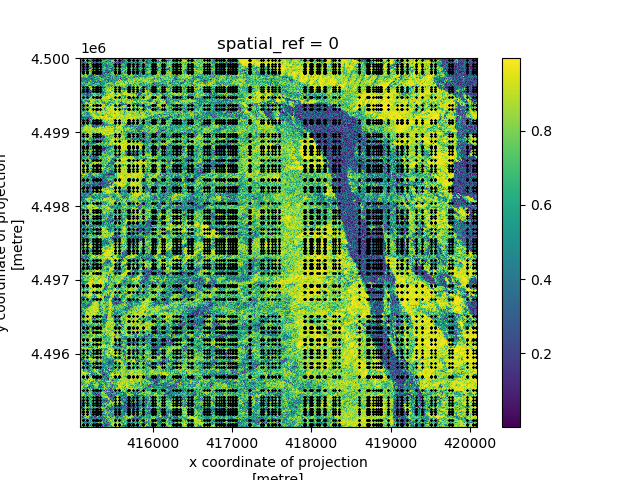 spatial_ref = 0
1e6
4.500
4.499
4.498
4.497
4.496
y coordinate of projection
[metre]
416000 417000 418000 419000 420000
x coordinate of projection
[metre]
0.8
0.6
0.4
0.2